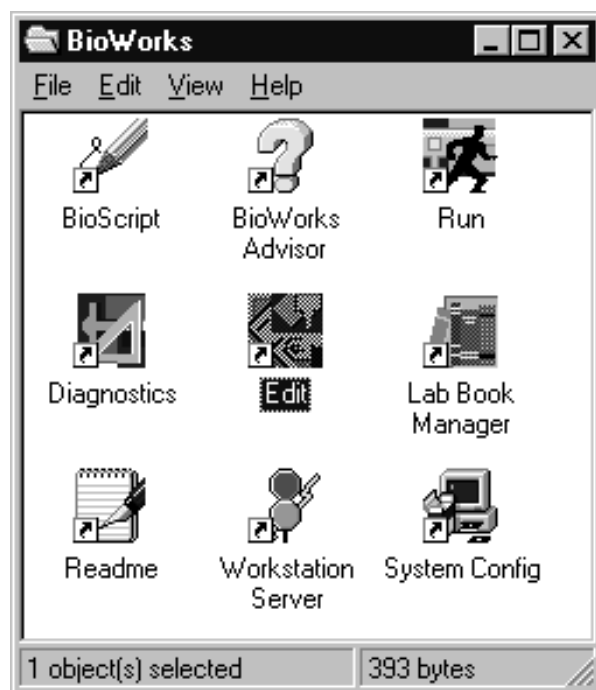 BioWorks
File Edit View Help
BioScript
BioWorks
Advisor
Run
Diagnostics
Edit
Lab Book
Manager
Readme
Workstation
Server
System Config
1 object(s) selected
393 bytes